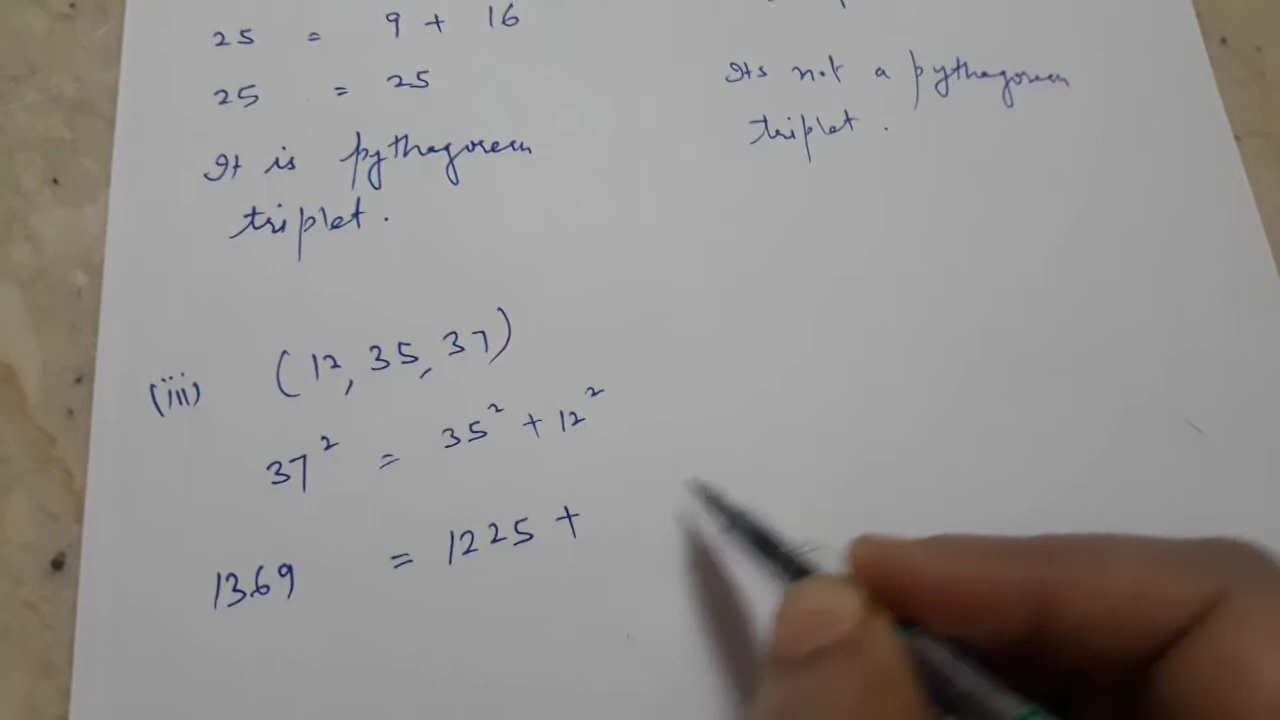 25 = 9 + 16
25 = 25
It is pythagorean
triplet.
Its not a pythagorean
triplet.
(iii) (12, 35, 37)
37² = 35² + 12²
1369 = 1225 +